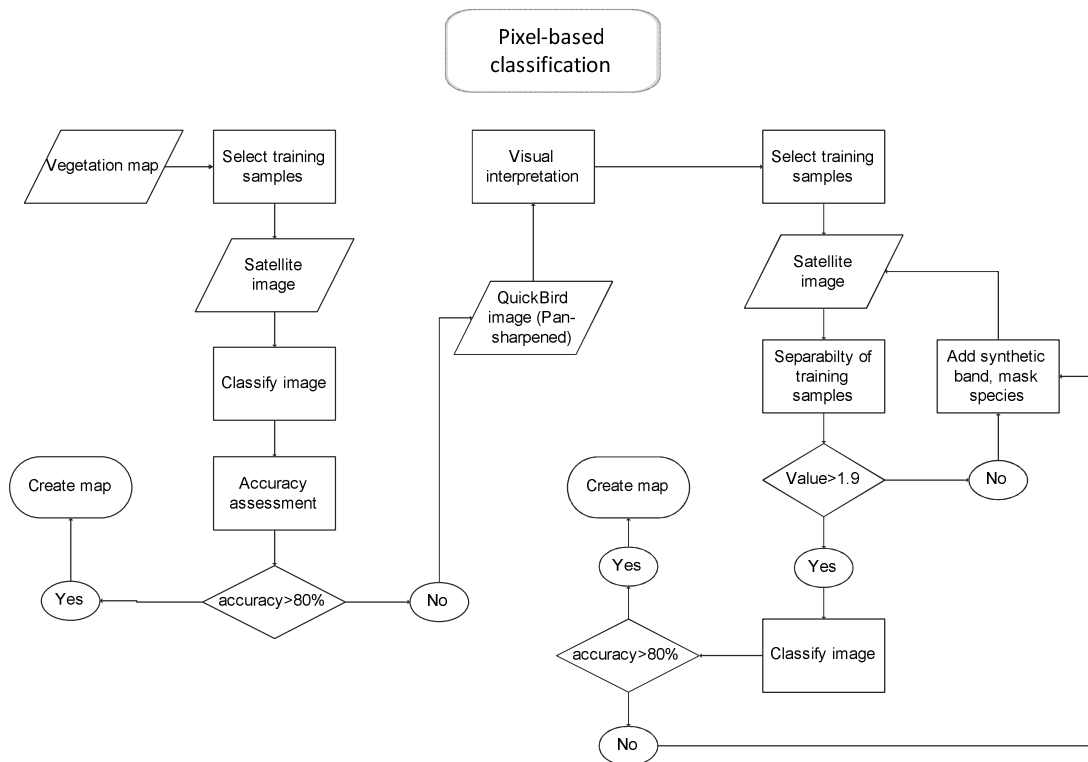 Pixel-based
classification
Vegetation map
Select training
samples
Satellite
image
Classify image
Accuracy
assessment
accuracy>80%
Yes
Create map
No
QuickBird
image (Pan-
sharpened)
Visual
interpretation
Select training
samples
Satellite
image
Separabilty of
training
samples
Value>1.9
No
Add synthetic
band, mask
species
Yes
Classify image
accuracy>80%
Yes
Create map
No